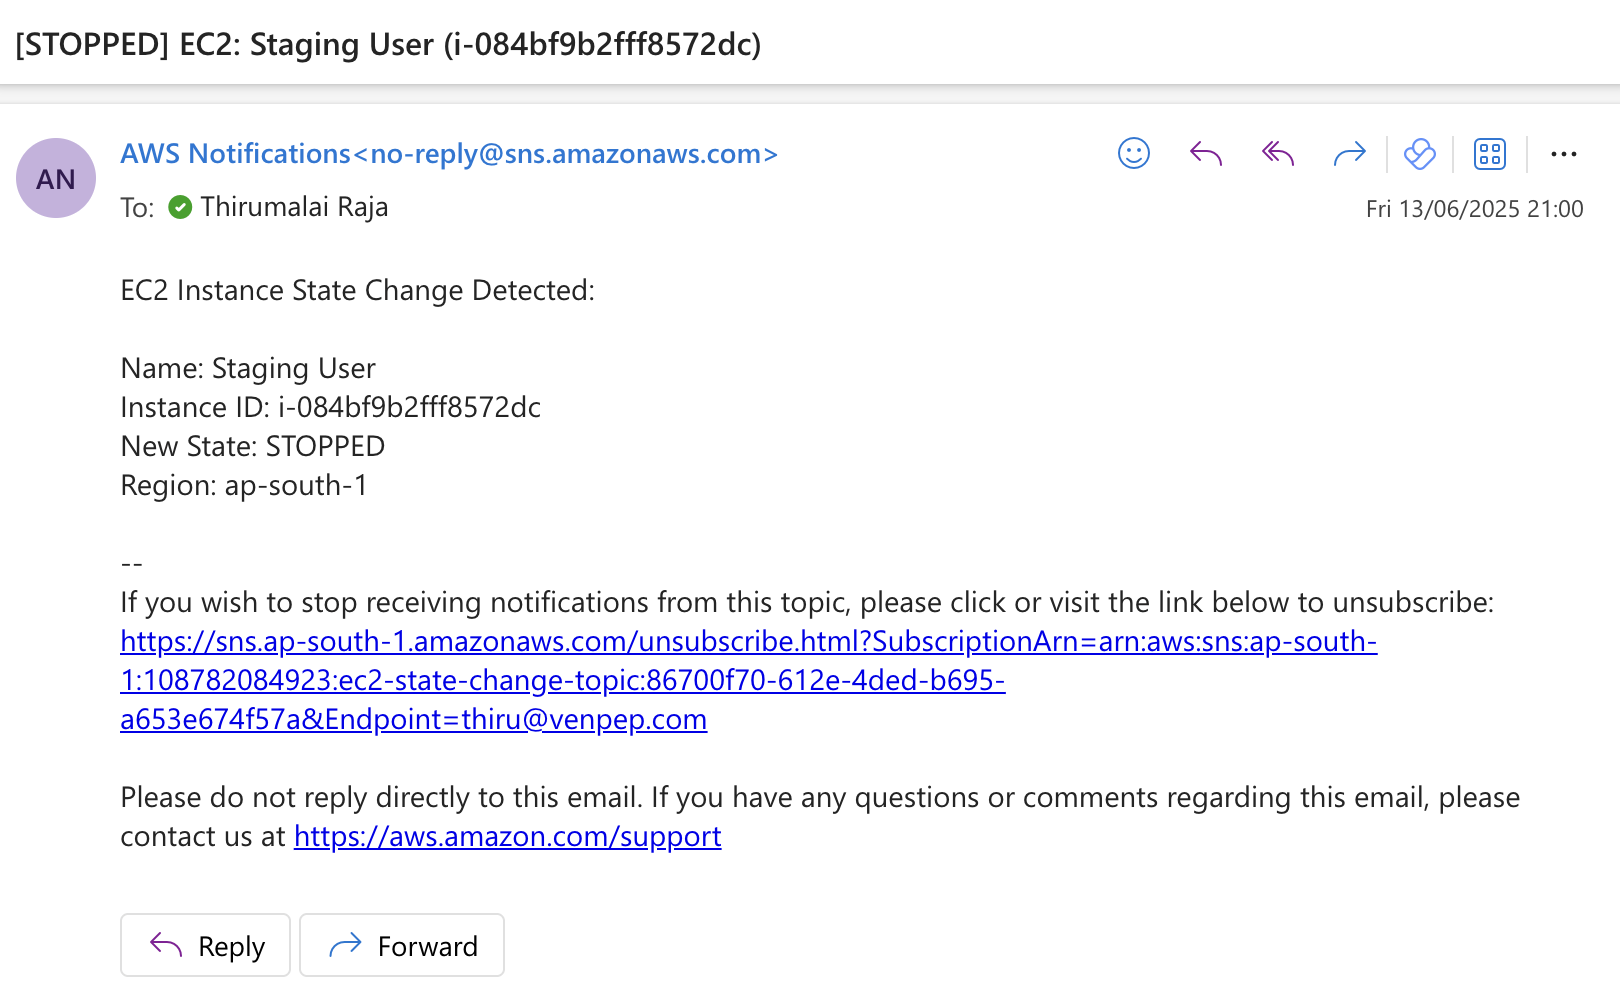 [STOPPED] EC2: Staging User (i-084bf9b2fff8572dc)
AN
AWS Notifications<no-reply@sns.amazonaws.com>
To: Thirumalai Raja
Fri 13/06/2025 21:00
EC2 Instance State Change Detected:
Name: Staging User
Instance ID: i-084bf9b2fff8572dc
New State: STOPPED
Region: ap-south-1
--
If you wish to stop receiving notifications from this topic, please click or visit the link below to unsubscribe:
https://sns.ap-south-1.amazonaws.com/unsubscribe.html?SubscriptionArn=arn:aws:sns:ap-south-
1:108782084923:ec2-state-change-topic:86700f70-612e-4ded-b695-
a653e674f57a&Endpoint=thiru@venpep.com
Please do not reply directly to this email. If you have any questions or comments regarding this email, please
contact us at https://aws.amazon.com/support
Reply
Forward